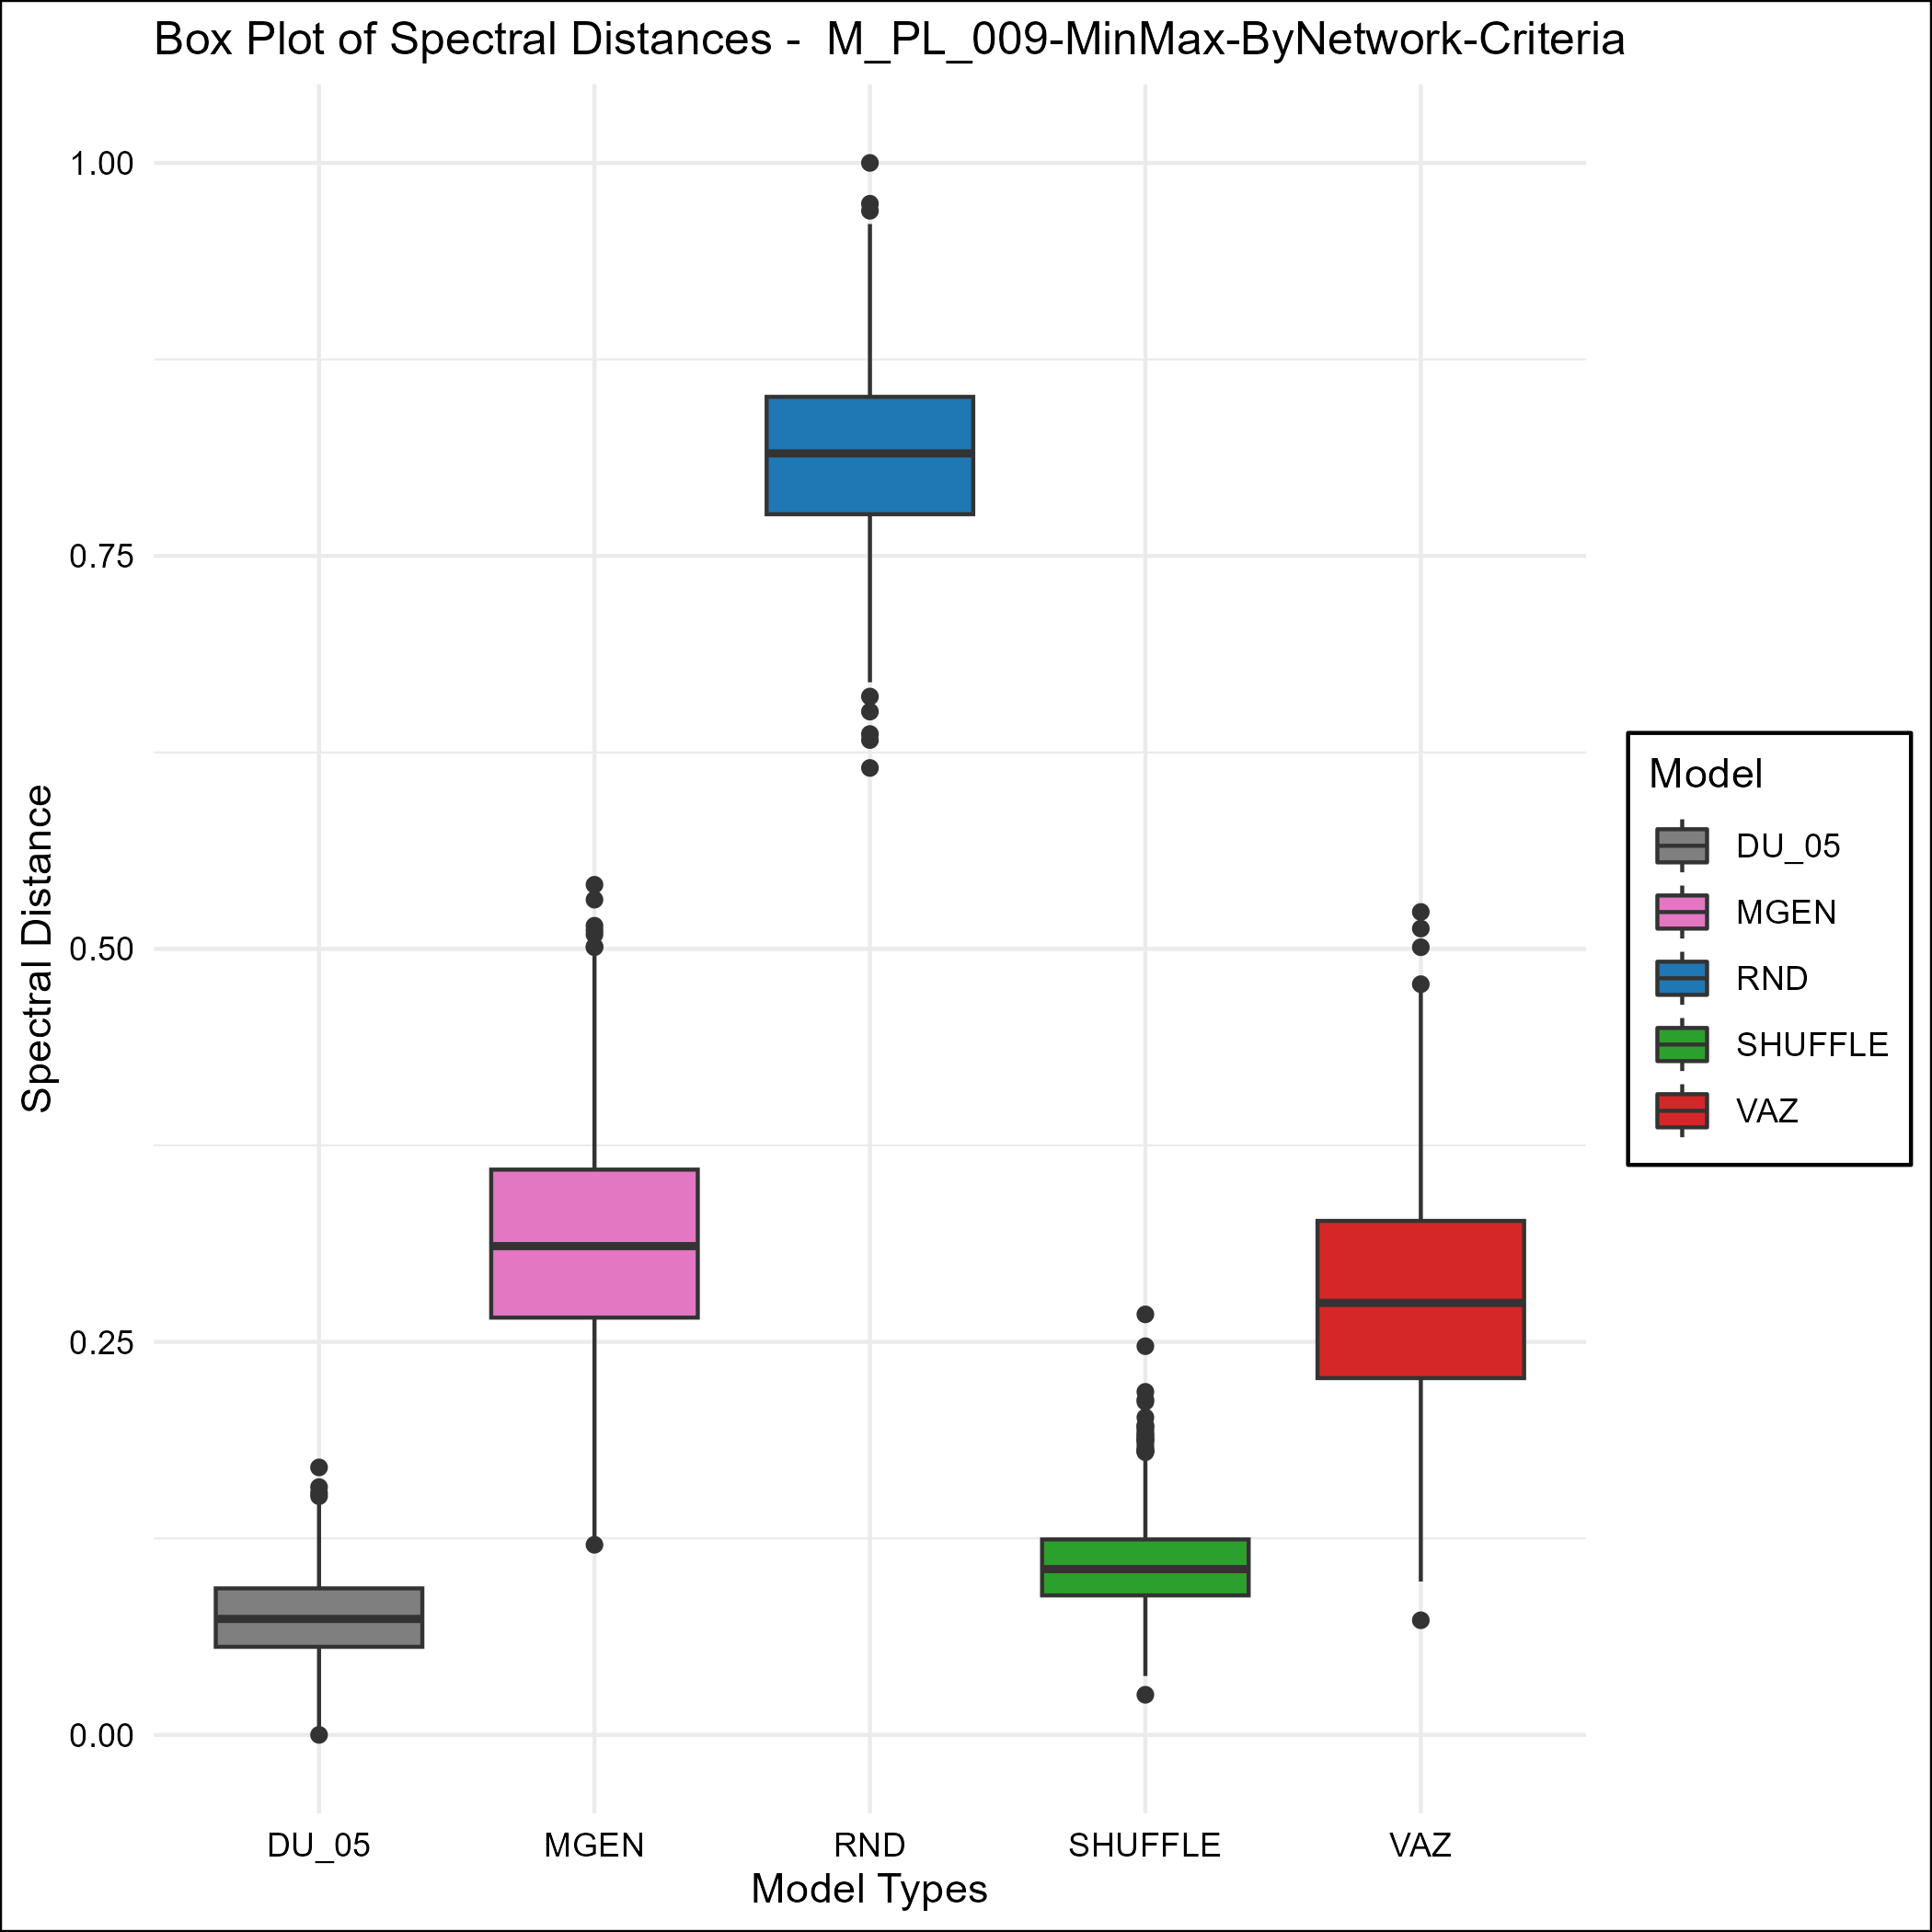 Box Plot of Spectral Distances -  M_PL_009-MinMax-ByNetwork-Criteria
Spectral Distance
1.00
0.75
0.50
0.25
0.00
DU_05 MGEN RND SHUFFLE VAZ
Model Types
Model
DU_05
MGEN
RND
SHUFFLE
VAZ